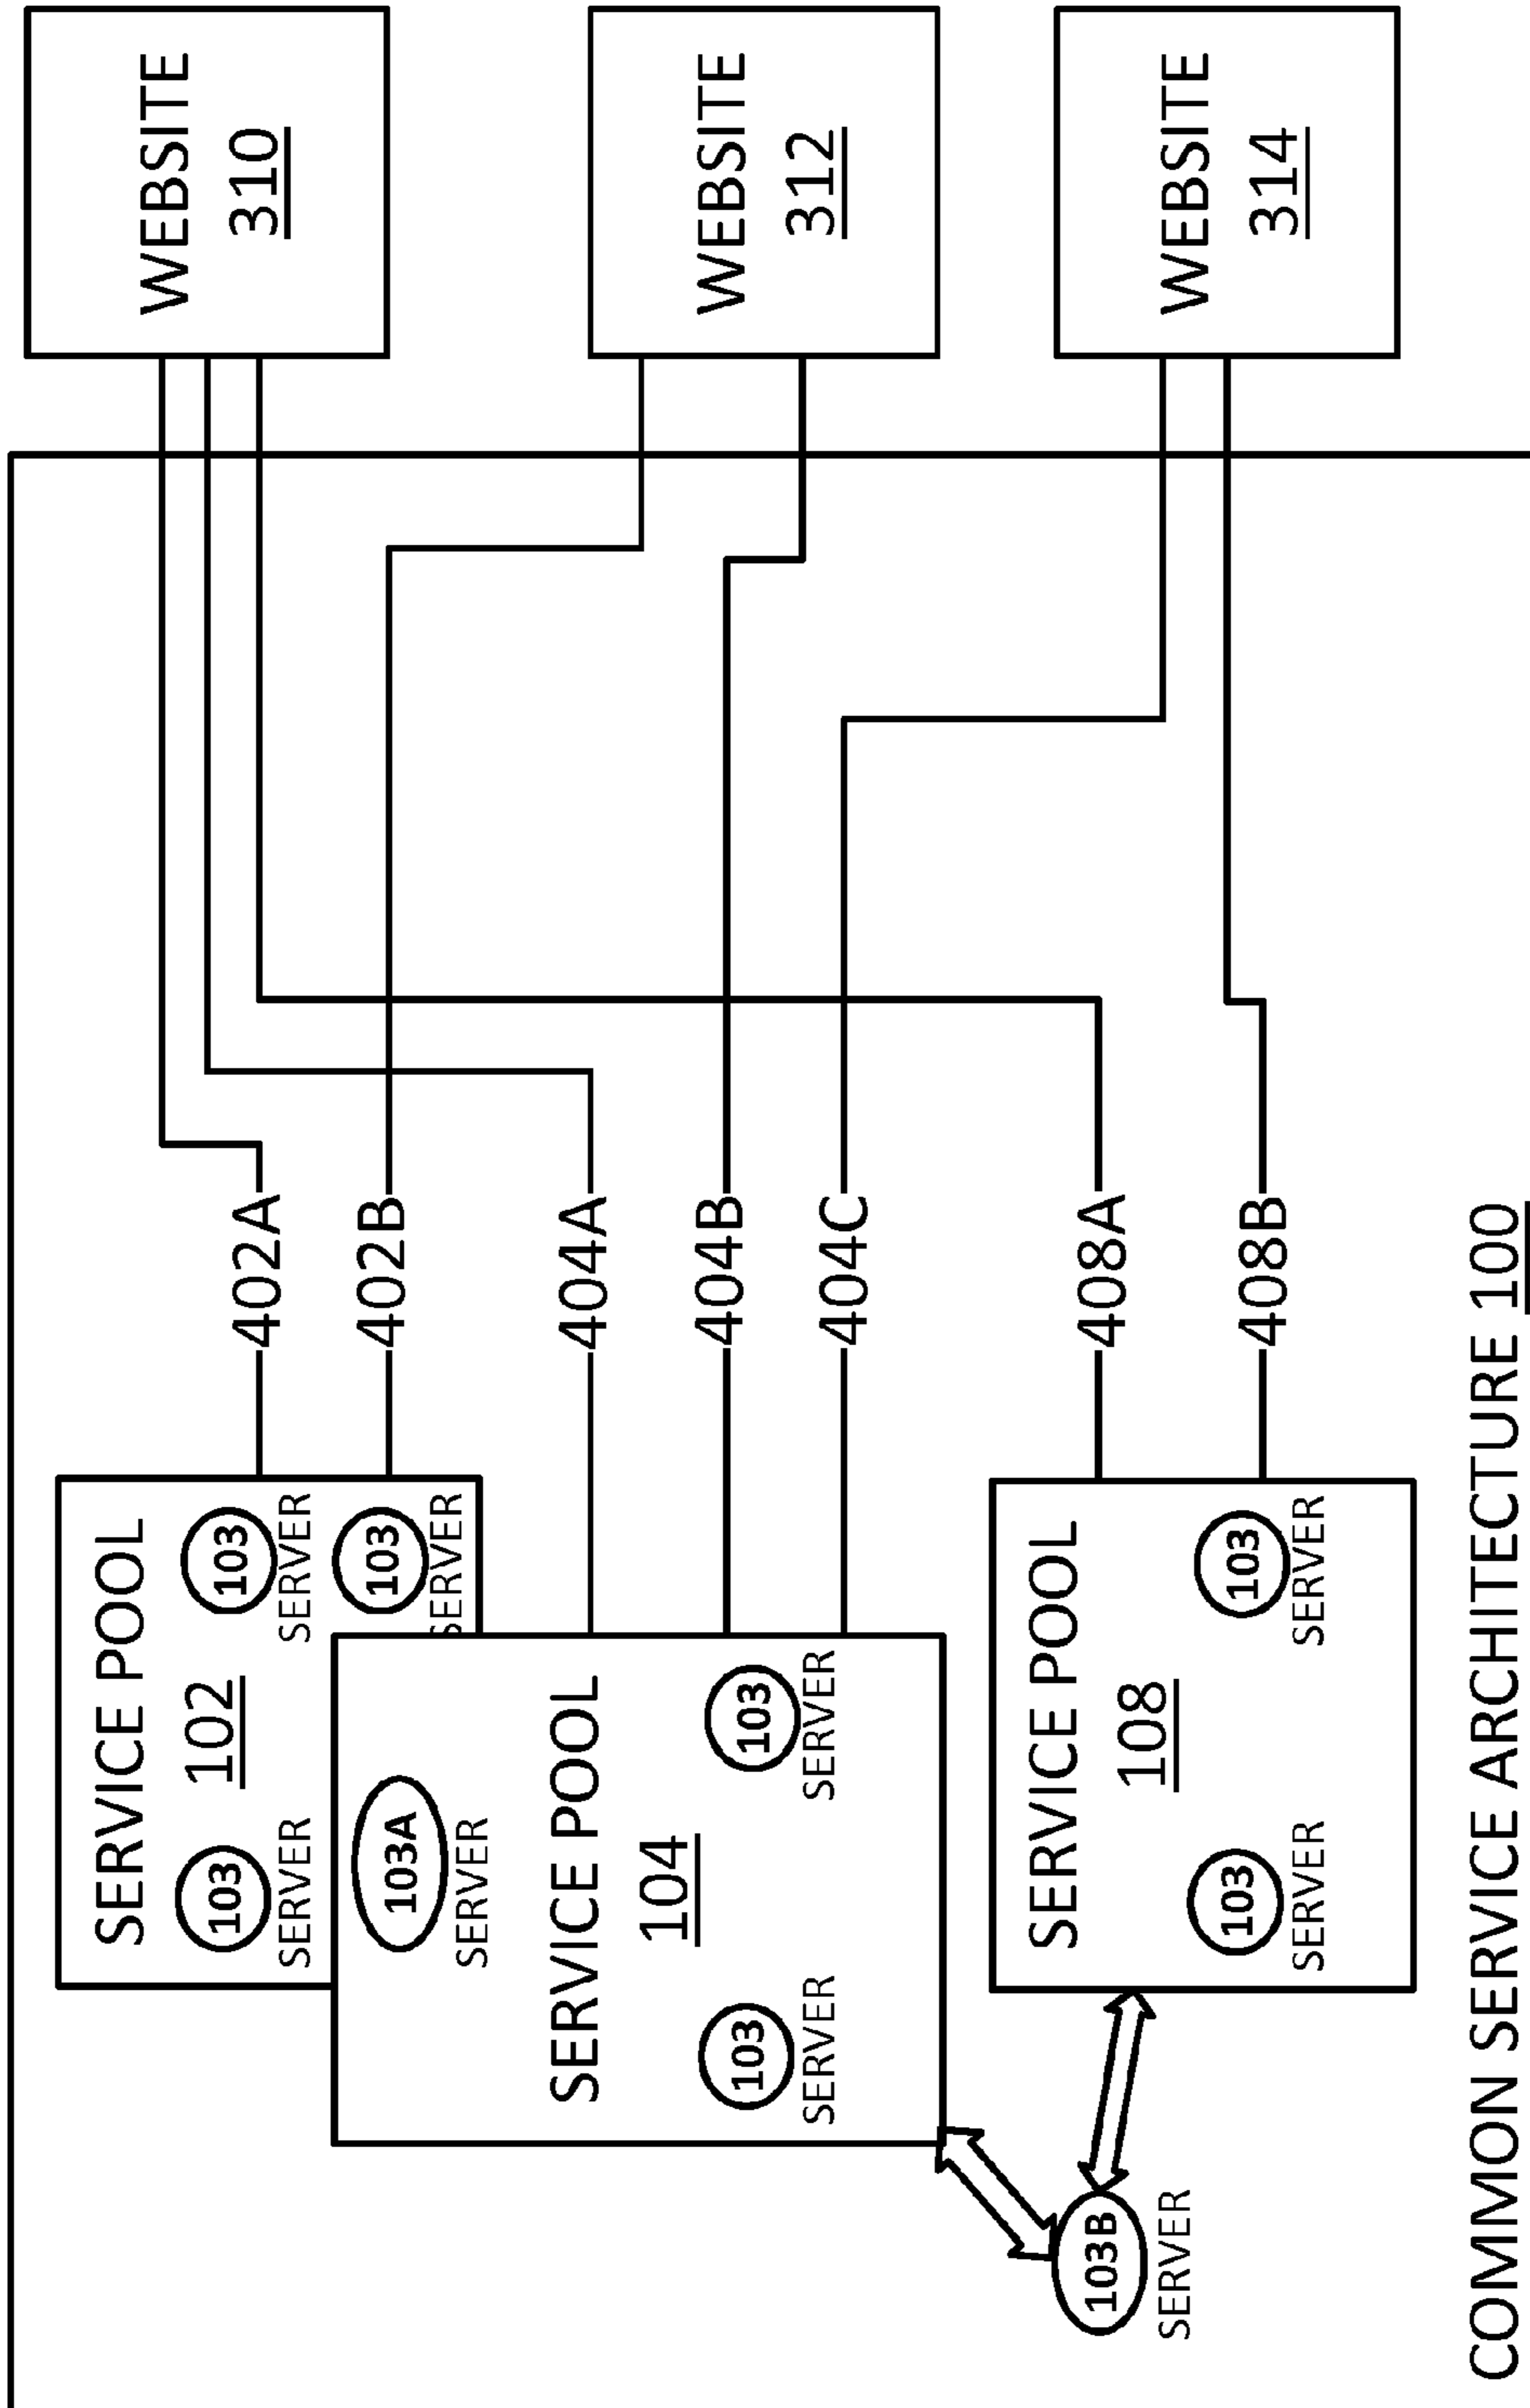 SERVICE POOL
102
103
SERVER
103
SERVER
103
SERVER
402A
402B
WEBSITE
310
103A
SERVER
SERVICE POOL
104
103
SERVER
103
SERVER
404A
404B
404C
WEBSITE
312
103B
SERVER
SERVICE POOL
108
103
SERVER
103
SERVER
408A
408B
WEBSITE
314
COMMON SERVICE ARCHITECTURE 100